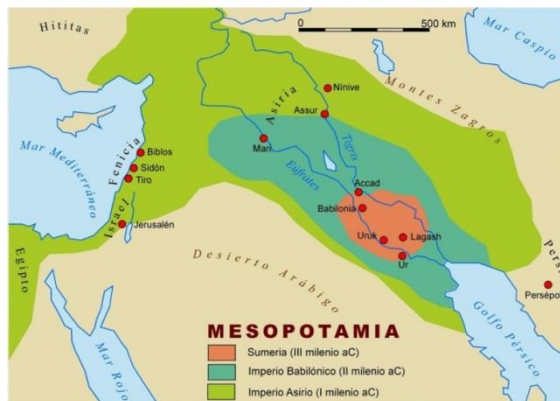 Hititas
0
500 km
Mar Caspio
Asiria
Nínive
Assur
Montes Zagros
Tigris
Mari
Éufrates
Fenicia
Biblos
Sidón
Tiro
Mar Mediterráneo
Accad
Babilonia
Israel
Jerusalén
Uruk
Lagash
Ur
Egipto
Desierto Arábigo
Golfo Pérsico
Mar Rojo
MESOPOTAMIA
Sumeria (III milenio aC)
Imperio Babilónico (II milenio aC)
Imperio Asirio (I milenio aC)